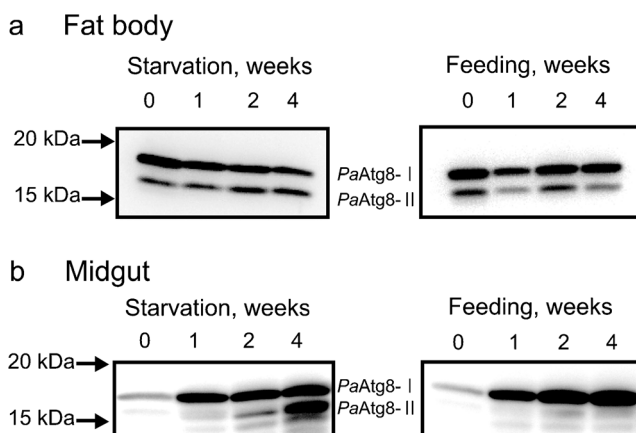 a Fat body
Starvation, weeks
0 1 2 4
Feeding, weeks
0 1 2 4
20 kDa
15 kDa
PaAtg8- I
PaAtg8- II
b Midgut
Starvation, weeks
0 1 2 4
Feeding, weeks
0 1 2 4
20 kDa
15 kDa
PaAtg8- I
PaAtg8- II